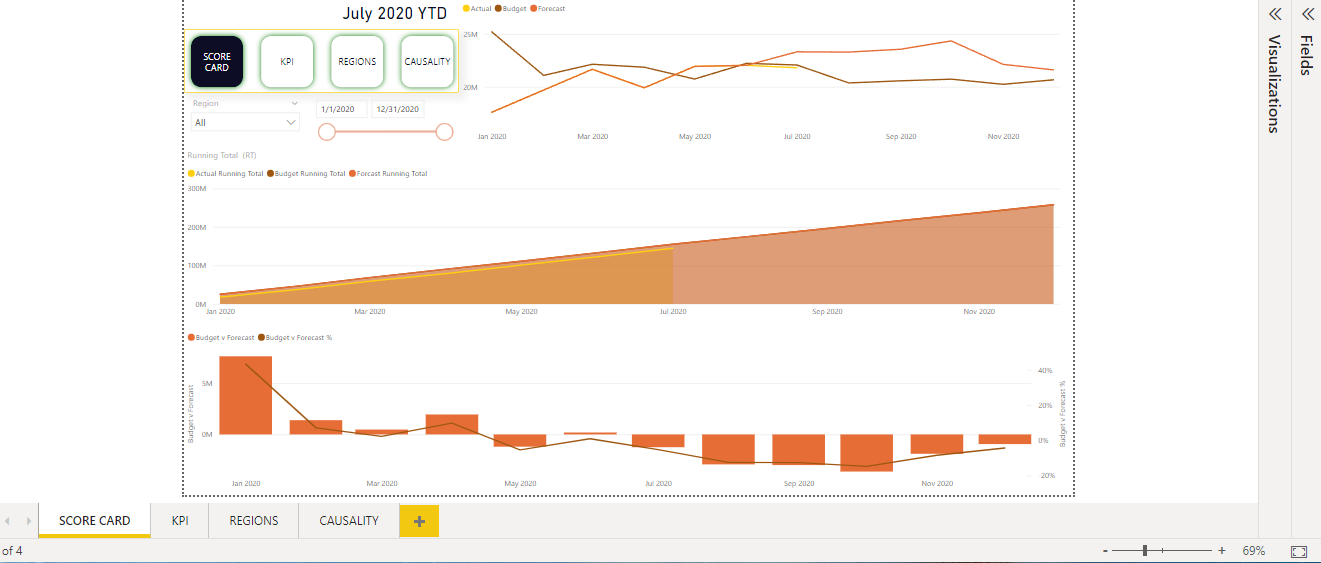 July 2020 YTD
Actual Budget Forecast
SCORE CARD
KPI
REGIONS
CAUSALITY
Region
All
1/1/2020
12/31/2020
25M
20M
Jan 2020 Mar 2020 May 2020 Jul 2020 Sep 2020 Nov 2020
Running Total (RT)
Actual Running Total Budget Running Total Forcast Running Total
300M
200M
100M
0M
Jan 2020 Mar 2020 May 2020 Jul 2020 Sep 2020 Nov 2020
Budget v Forecast Budget v Forecast %
Budget v Forecast
5M
0M
40%
20%
0%
20%
Budget v Forecast %
Jan 2020 Mar 2020 May 2020 Jul 2020 Sep 2020 Nov 2020
Visualizations
Fields
SCORE CARD KPI REGIONS CAUSALITY +
of 4
- + 69%